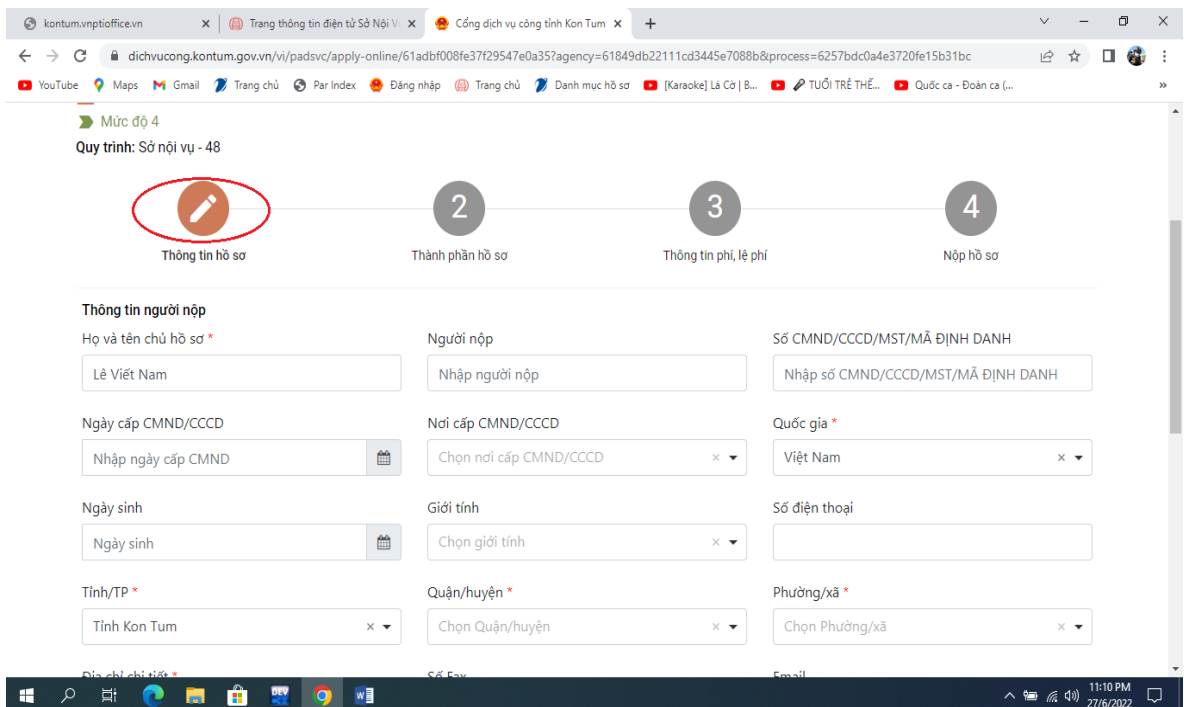 kontum.vnptioffice.vn
Trang thông tin điện tử Sở Nội V
Cổng dịch vụ công tỉnh Kon Tum
dichvucong.kontum.gov.vn/vi/padsvc/apply-online/61adbf008fe37f29547e0a35?agency=61849db22111cd3445e7088b&process=6257bdc0a4e3720fe15b31bc
YouTube Maps Gmail Trang chủ Par Index Đăng nhập Trang chủ Danh mục hồ sơ [Karaoke] Lá Cờ | B... TUỔI TRẺ THẾ... Quốc ca - Đoàn ca (... »
Mức độ 4
Quy trình: Sở nội vụ - 48
2 3 4
Thông tin hồ sơ Thành phần hồ sơ Thông tin phí, lệ phí Nộp hồ sơ
Thông tin người nộp
Họ và tên chủ hồ sơ * Người nộp Số CMND/CCCD/MST/MÃ ĐỊNH DANH
Lê Viết Nam Nhập người nộp Nhập số CMND/CCCD/MST/MÃ ĐỊNH DANH
Ngày cấp CMND/CCCD Nơi cấp CMND/CCCD Quốc gia *
Nhập ngày cấp CMND Chọn nơi cấp CMND/CCCD Việt Nam
Ngày sinh Giới tính Số điện thoại
Ngày sinh Chọn giới tính
Tỉnh/TP * Quận/huyện * Phường/xã *
Tỉnh Kon Tum Chọn Quận/huyện Chọn Phường/xã
Địa chỉ chi tiết * Số Fax Email
DEV
11:10 PM
27/6/2022